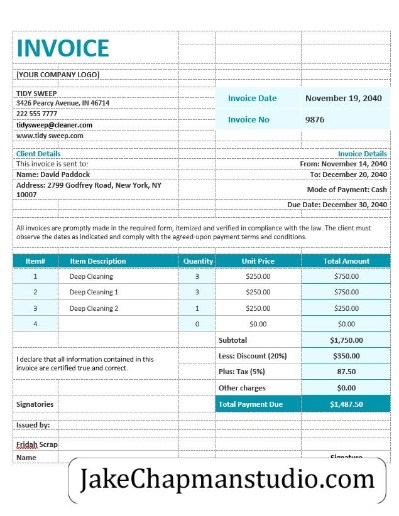 INVOICE
[YOUR COMPANY LOGO]
TIDY SWEEP
3426 Pearcy Avenue, IN 46714
222 555 7777
tidysweep@cleaner.com
www.tidy sweep.com
Invoice Date November 19, 2040
Invoice No 9876
Client Details Invoice Details
This invoice is sent to: From: November 14, 2040
Name: David Paddock To: December 20, 2040
Address: 2799 Godfrey Road, New York, NY
10007
Mode of Payment: Cash
Due Date: December 30, 2040
All invoices are promptly made in the required form, itemized and verified in compliance with the law. The client must
observe the dates as indicated and comply with the agreed-upon payment terms and conditions.
Item# Item Description Quantity Unit Price Total Amount
1 Deep Cleaning 3 $250.00 $750.00
2 Deep Cleaning 1 3 $250.00 $750.00
3 Deep Cleaning 2 1 $250.00 $250.00
4 0 $0.00 $0.00
Subtotal $1,750.00
I declare that all information contained in this
invoice are certified true and correct.
Less: Discount (20%) $350.00
Plus: Tax (5%) 87.50
Other charges $0.00
Signatories Total Payment Due $1,487.50
Issued by:
Fridah Scrap
Name Signature
JakeChapmanstudio.com